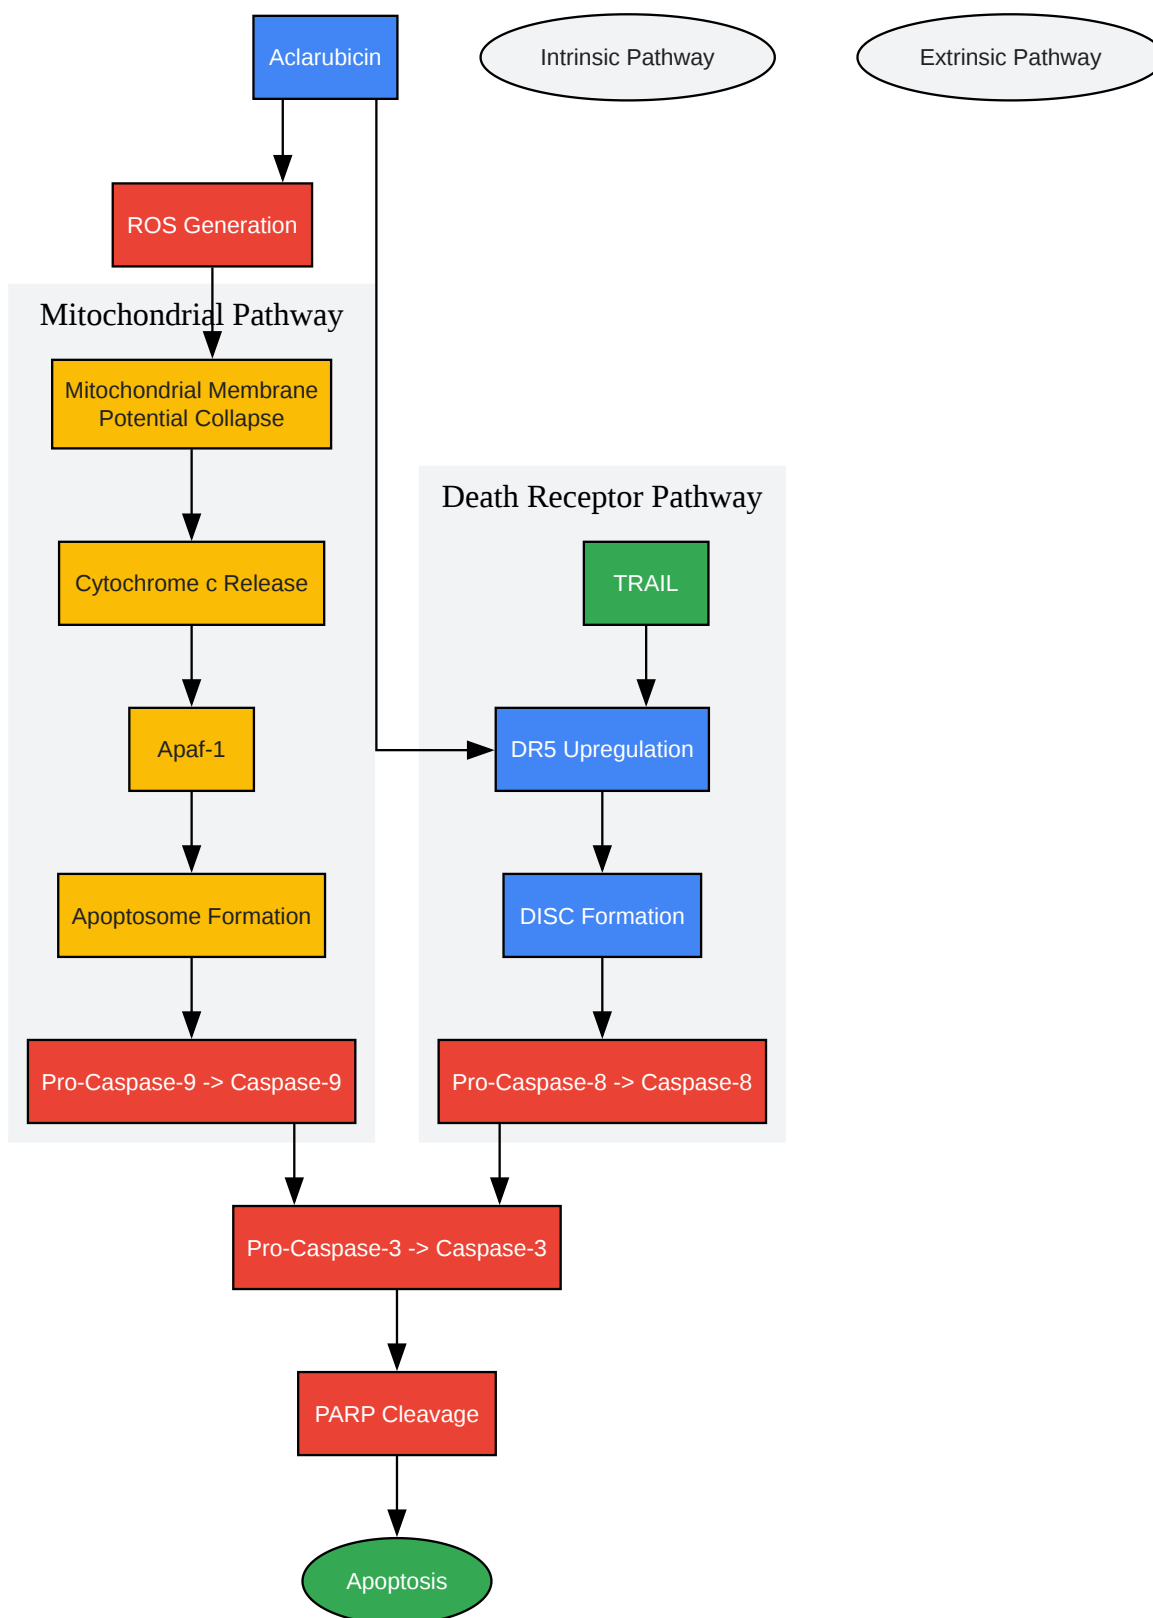 Aclarubicin
Intrinsic Pathway
Extrinsic Pathway
ROS Generation
Mitochondrial Pathway
Mitochondrial Membrane
Potential Collapse
Cytochrome c Release
Apaf-1
Apoptosome Formation
Pro-Caspase-9 -> Caspase-9
Death Receptor Pathway
TRAIL
DR5 Upregulation
DISC Formation
Pro-Caspase-8 -> Caspase-8
Pro-Caspase-3 -> Caspase-3
PARP Cleavage
Apoptosis